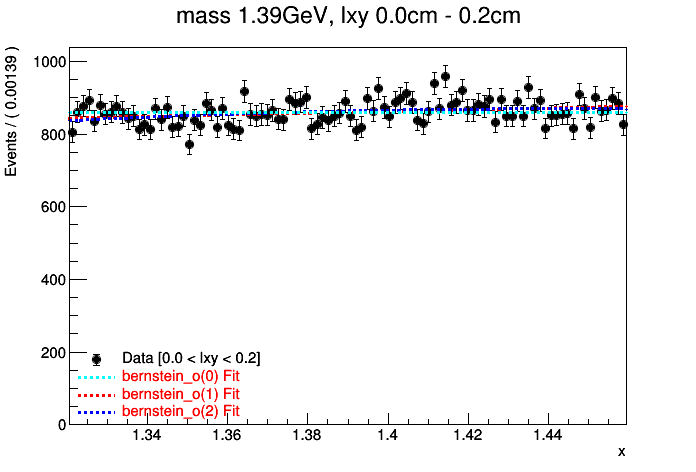 mass 1.39GeV, lxy 0.0cm - 0.2cm
Events / ( 0.00139 )
1000
800
600
400
200
0
Data [0.0 < lxy < 0.2]
bernstein_o(0) Fit
bernstein_o(1) Fit
bernstein_o(2) Fit
1.34 1.36 1.38 1.4 1.42 1.44
x